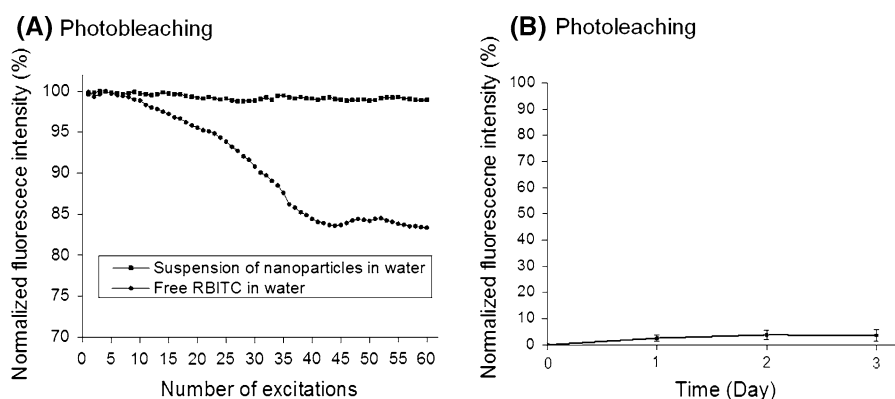 (A) Photobleaching
Normalized fluorescece intensity (%)
100
95
90
85
80
75
70
Suspension of nanoparticles in water
Free RBITC in water
0 5 10 15 20 25 30 35 40 45 50 55 60
Number of excitations
(B) Photoleaching
Normalized fluorescecne intensity (%)
100
90
80
70
60
50
40
30
20
10
0
0 1 2 3
Time (Day)